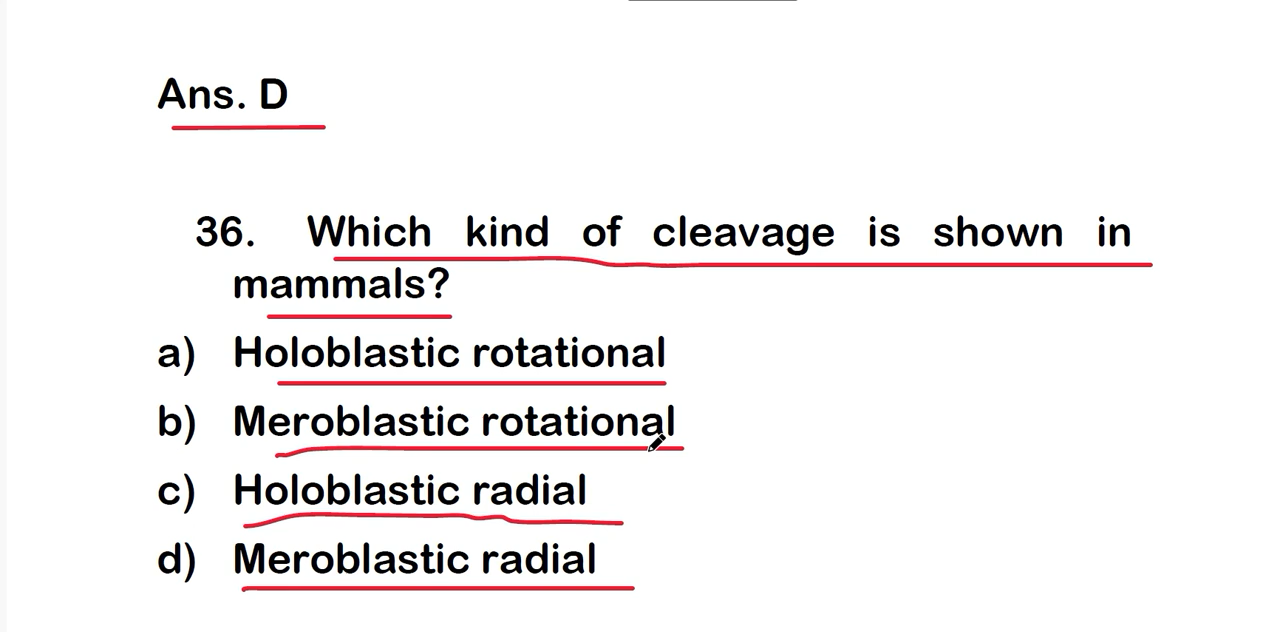 Ans. D
36. Which kind of cleavage is shown in
mammals?
a) Holoblastic rotational
b) Meroblastic rotational
c) Holoblastic radial
d) Meroblastic radial